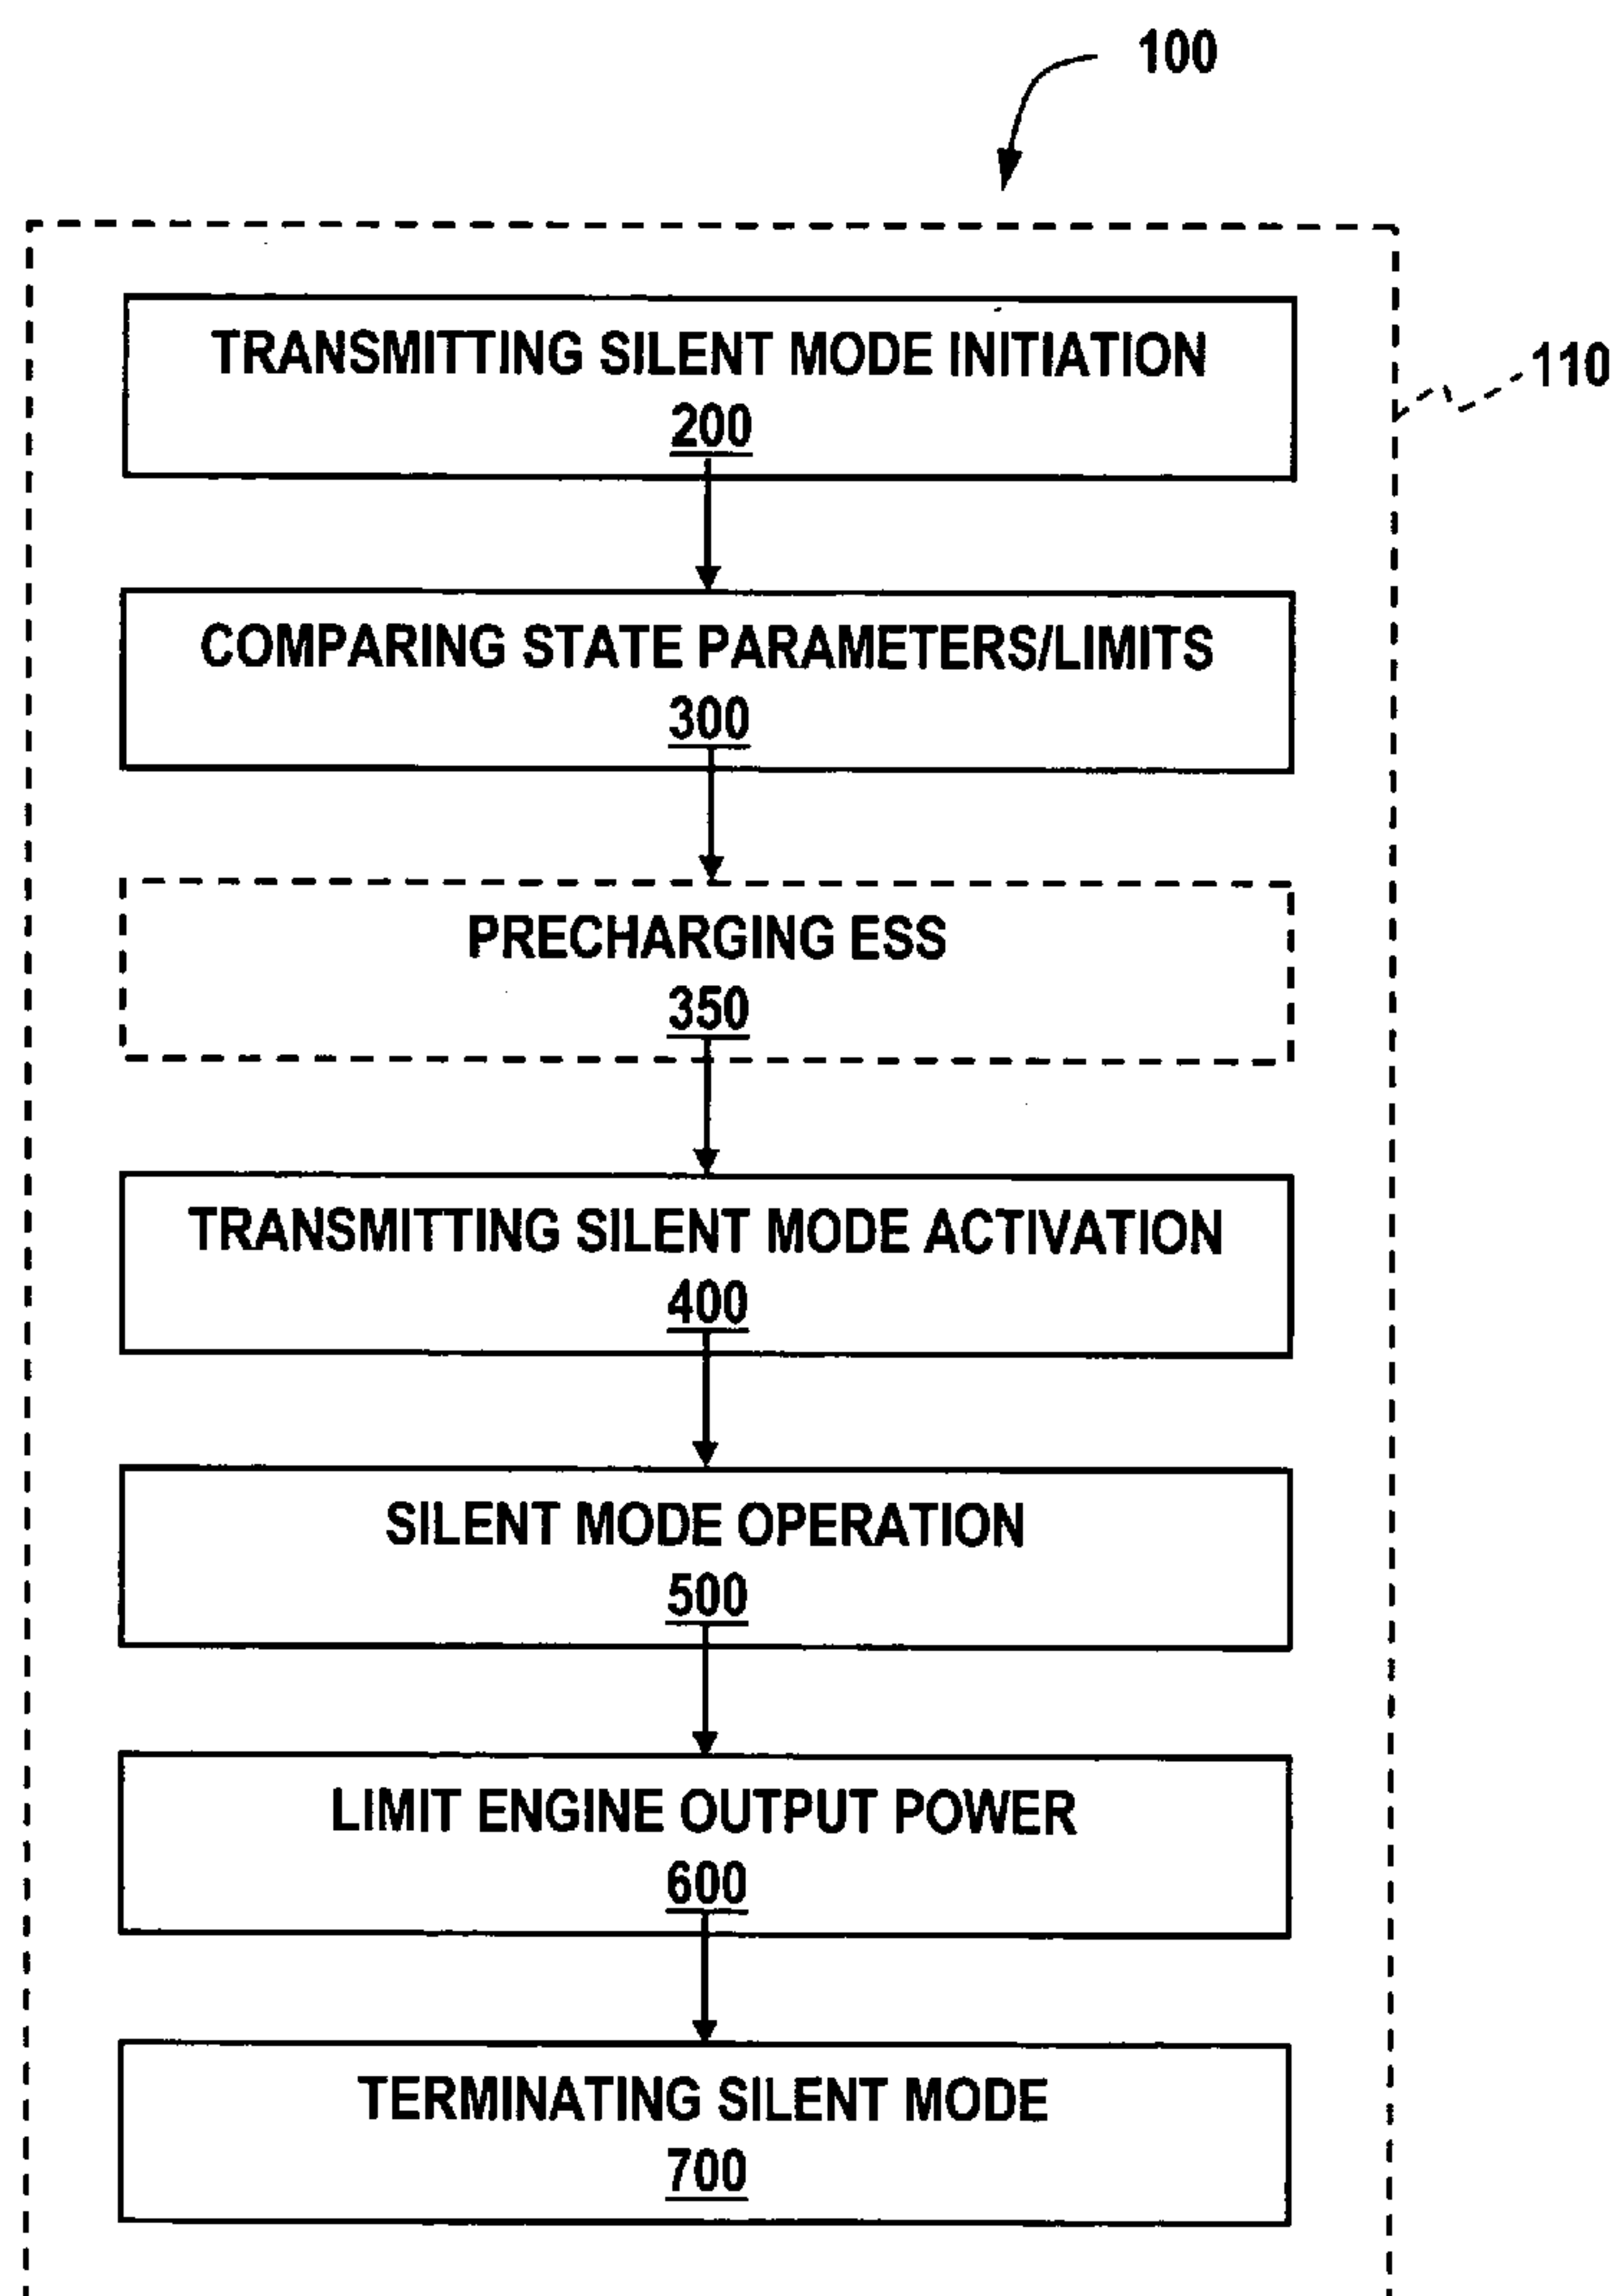 100
110
TRANSMITTING SILENT MODE INITIATION
200
COMPARING STATE PARAMETERS/LIMITS
300
PRECHARGING ESS
350
TRANSMITTING SILENT MODE ACTIVATION
400
SILENT MODE OPERATION
500
LIMIT ENGINE OUTPUT POWER
600
TERMINATING SILENT MODE
700